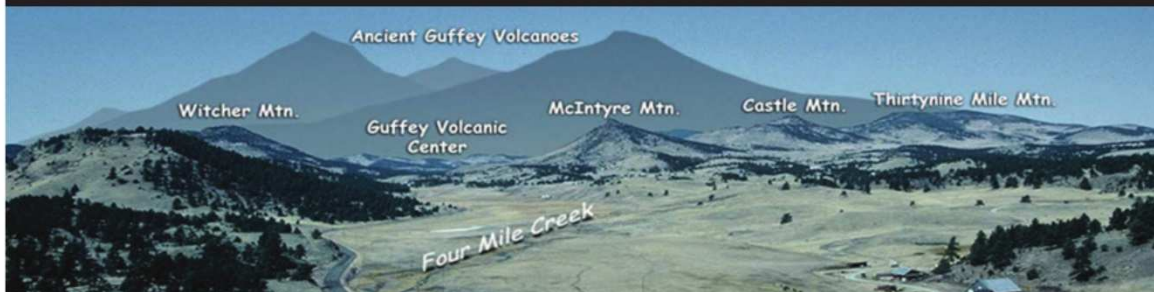 Ancient Guffey Volcanoes
Witcher Mtn.
Guffey Volcanic
Center
McIntyre Mtn.
Castle Mtn.
Thirtynine Mile Mtn.
Four Mile Creek